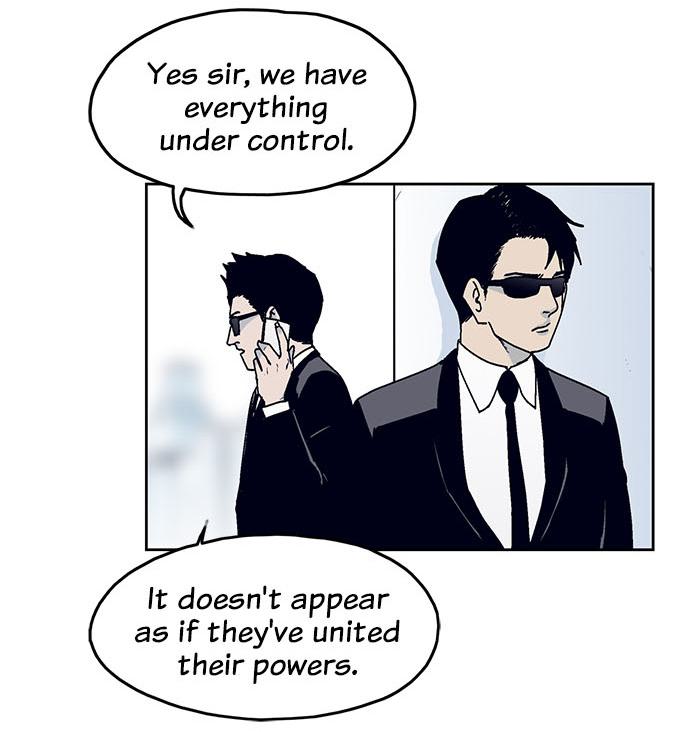 Yes sir, we have
everything
under control.
It doesn't appear
as if they've united
their powers.